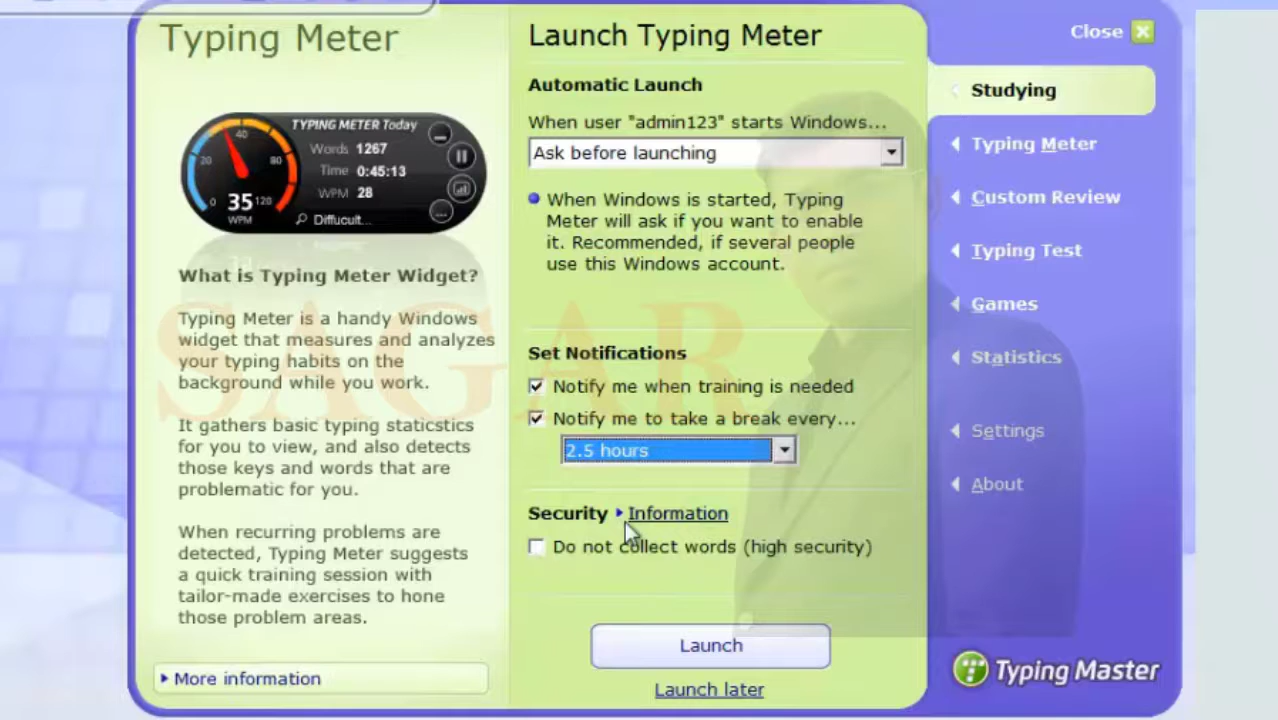 Typing Meter
TYPING METER Today
Words 1267
Time 0:45:13
WPM 28
20
40
80
0
120
35
WPM
Diffucult...
What is Typing Meter Widget?
Typing Meter is a handy Windows
widget that measures and analyzes
your typing habits on the
background while you work.
It gathers basic typing staticstics
for you to view, and also detects
those keys and words that are
problematic for you.
When recurring problems are
detected, Typing Meter suggests
a quick training session with
tailor-made exercises to hone
those problem areas.
More information
Launch Typing Meter
Automatic Launch
When user "admin123" starts Windows...
Ask before launching
When Windows is started, Typing
Meter will ask if you want to enable
it. Recommended, if several people
use this Windows account.
SAGAR
Set Notifications
Notify me when training is needed
Notify me to take a break every...
2.5 hours
Security Information
Do not collect words (high security)
Launch
Launch later
Close
Studying
Typing Meter
Custom Review
Typing Test
Games
Statistics
Settings
About
Typing Master